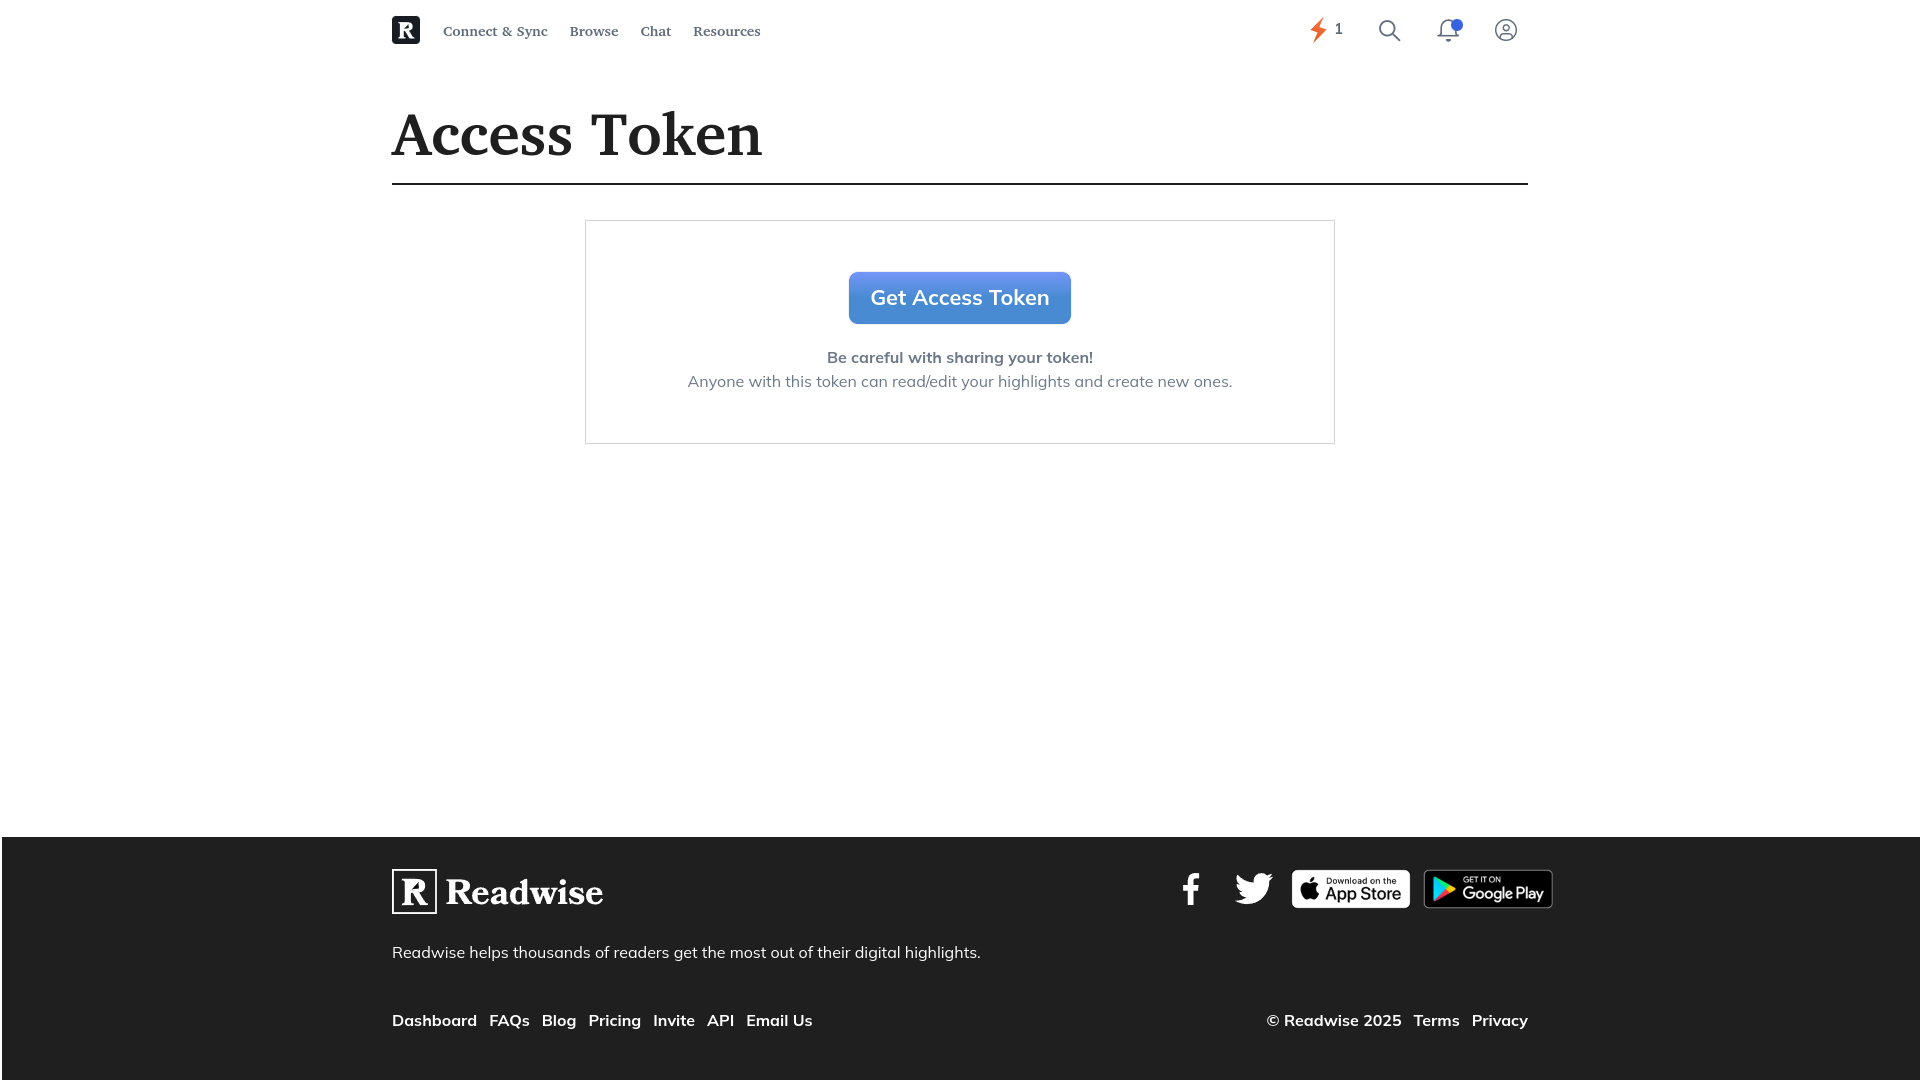 R Connect & Sync Browse Chat Resources 1
Access Token
Get Access Token
Be careful with sharing your token!
Anyone with this token can read/edit your highlights and create new ones.
R Readwise
Download on the
App Store
GET IT ON
Google Play
Readwise helps thousands of readers get the most out of their digital highlights.
Dashboard FAQs Blog Pricing Invite API Email Us
© Readwise 2025 Terms Privacy